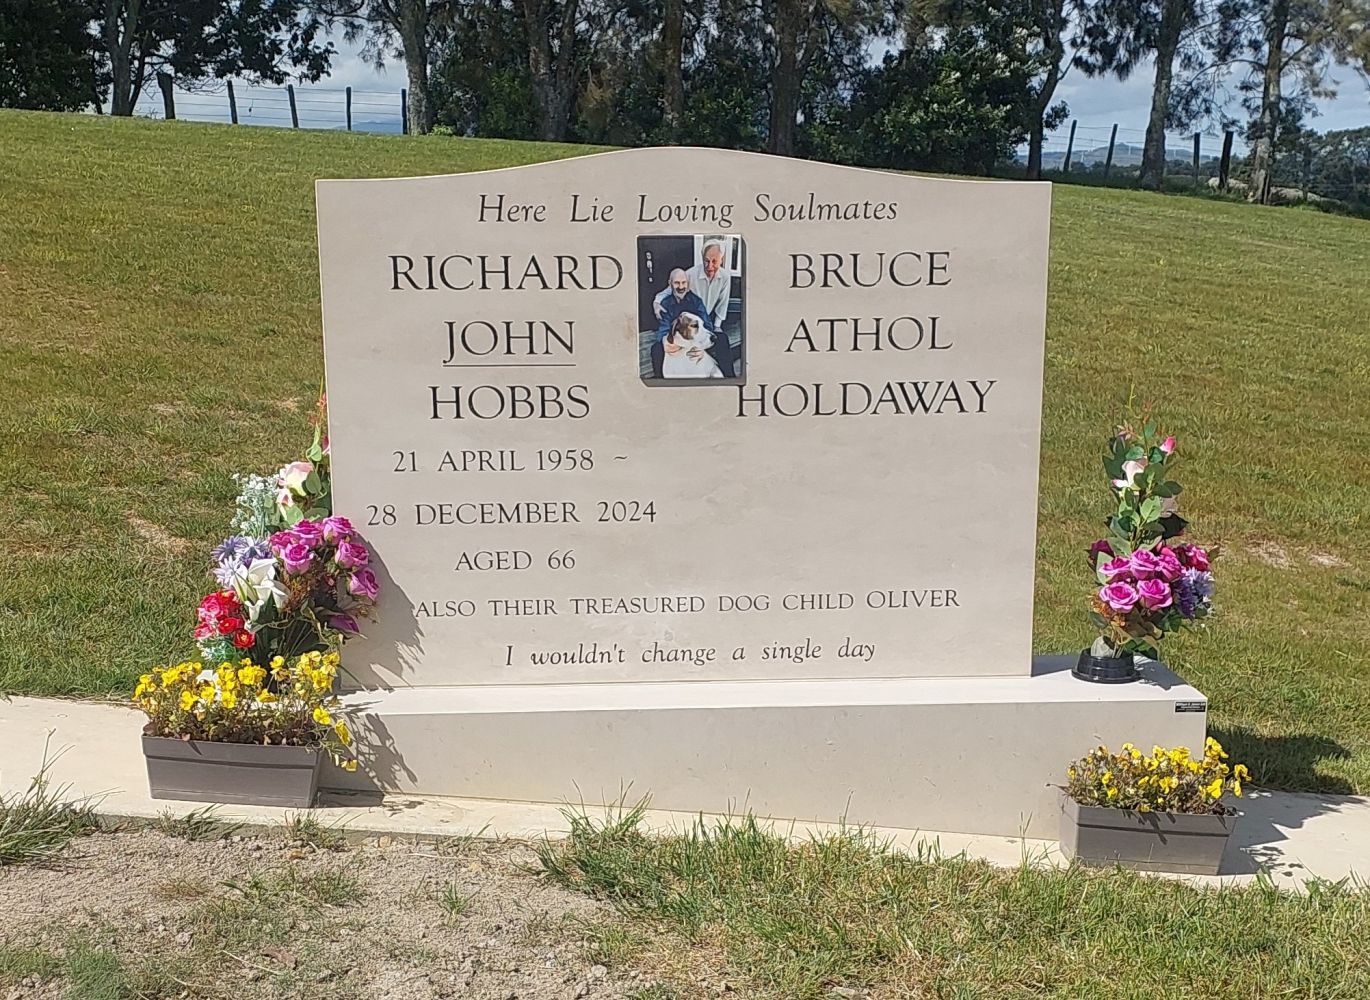 Here Lie Loving Soulmates
RICHARD
JOHN
HOBBS
21 APRIL 1958 ~
28 DECEMBER 2024
AGED 66
BRUCE
ATHOL
HOLDAWAY
ALSO THEIR TREASURED DOG CHILD OLIVER
I wouldn't change a single day